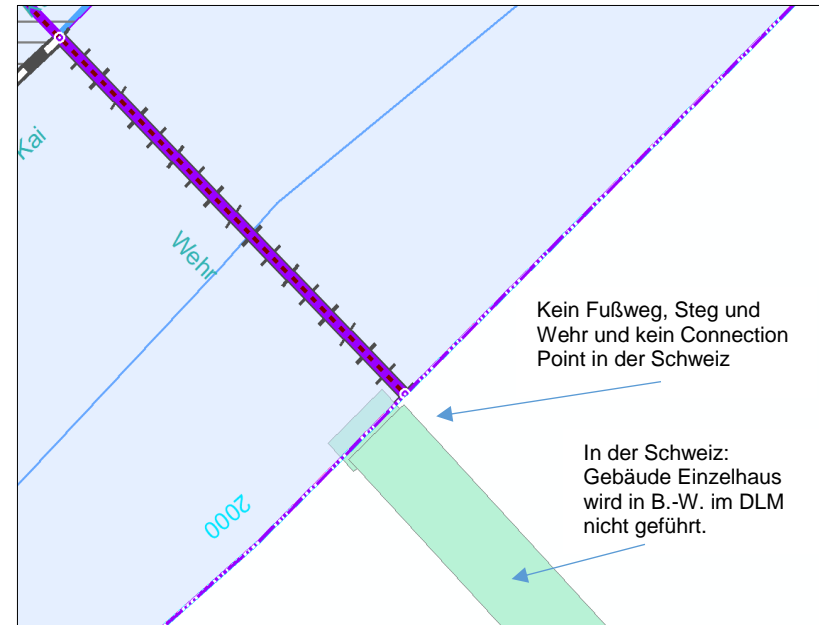 Kai
Wehr
Kein Fußweg, Steg und
Wehr und kein Connection
Point in der Schweiz
In der Schweiz:
Gebäude Einzelhaus
wird in B.-W. im DLM
nicht geführt.
2000